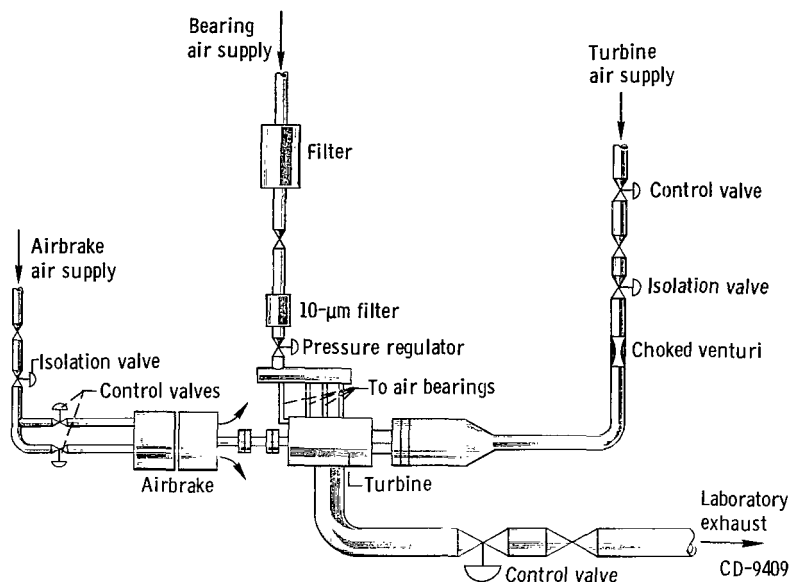 Bearing
air supply
Turbine
air supply
Filter
Control valve
Airbrake
air supply
10-μm filter
Isolation valve
Pressure regulator
Isolation valve
Choked venturi
Control valves
To air bearings
Airbrake
Turbine
Laboratory
exhaust
CD-9409
Control valve